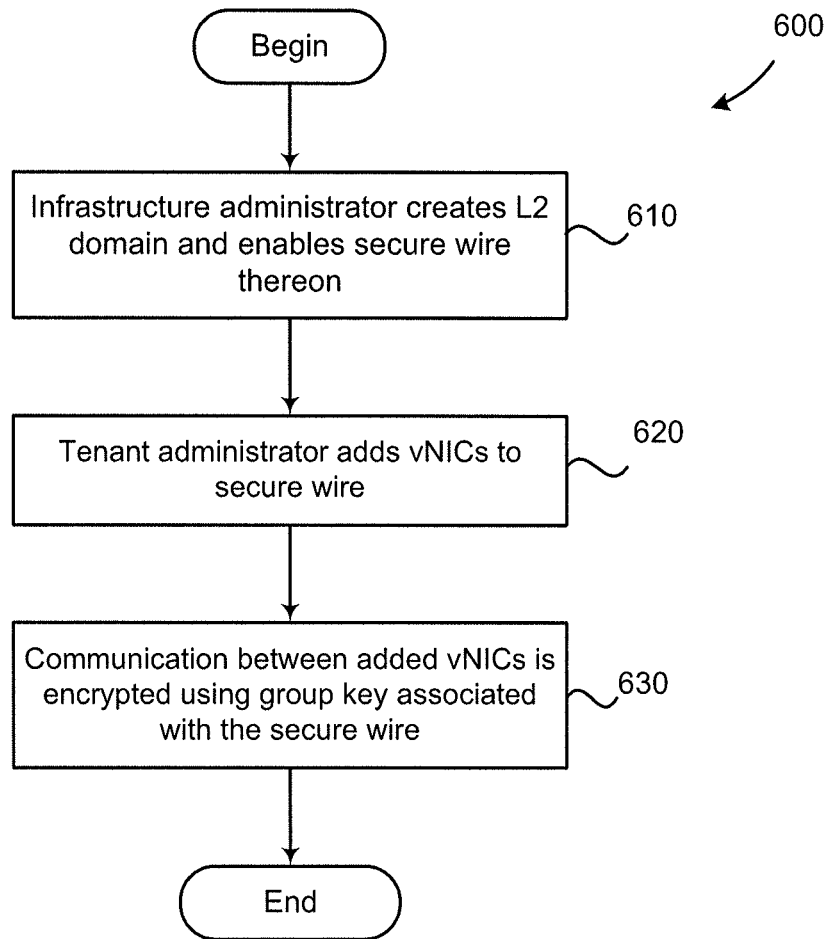 Begin
600
Infrastructure administrator creates L2
domain and enables secure wire
thereon
610
Tenant administrator adds vNICs to
secure wire
620
Communication between added vNICs is
encrypted using group key associated
with the secure wire
630
End